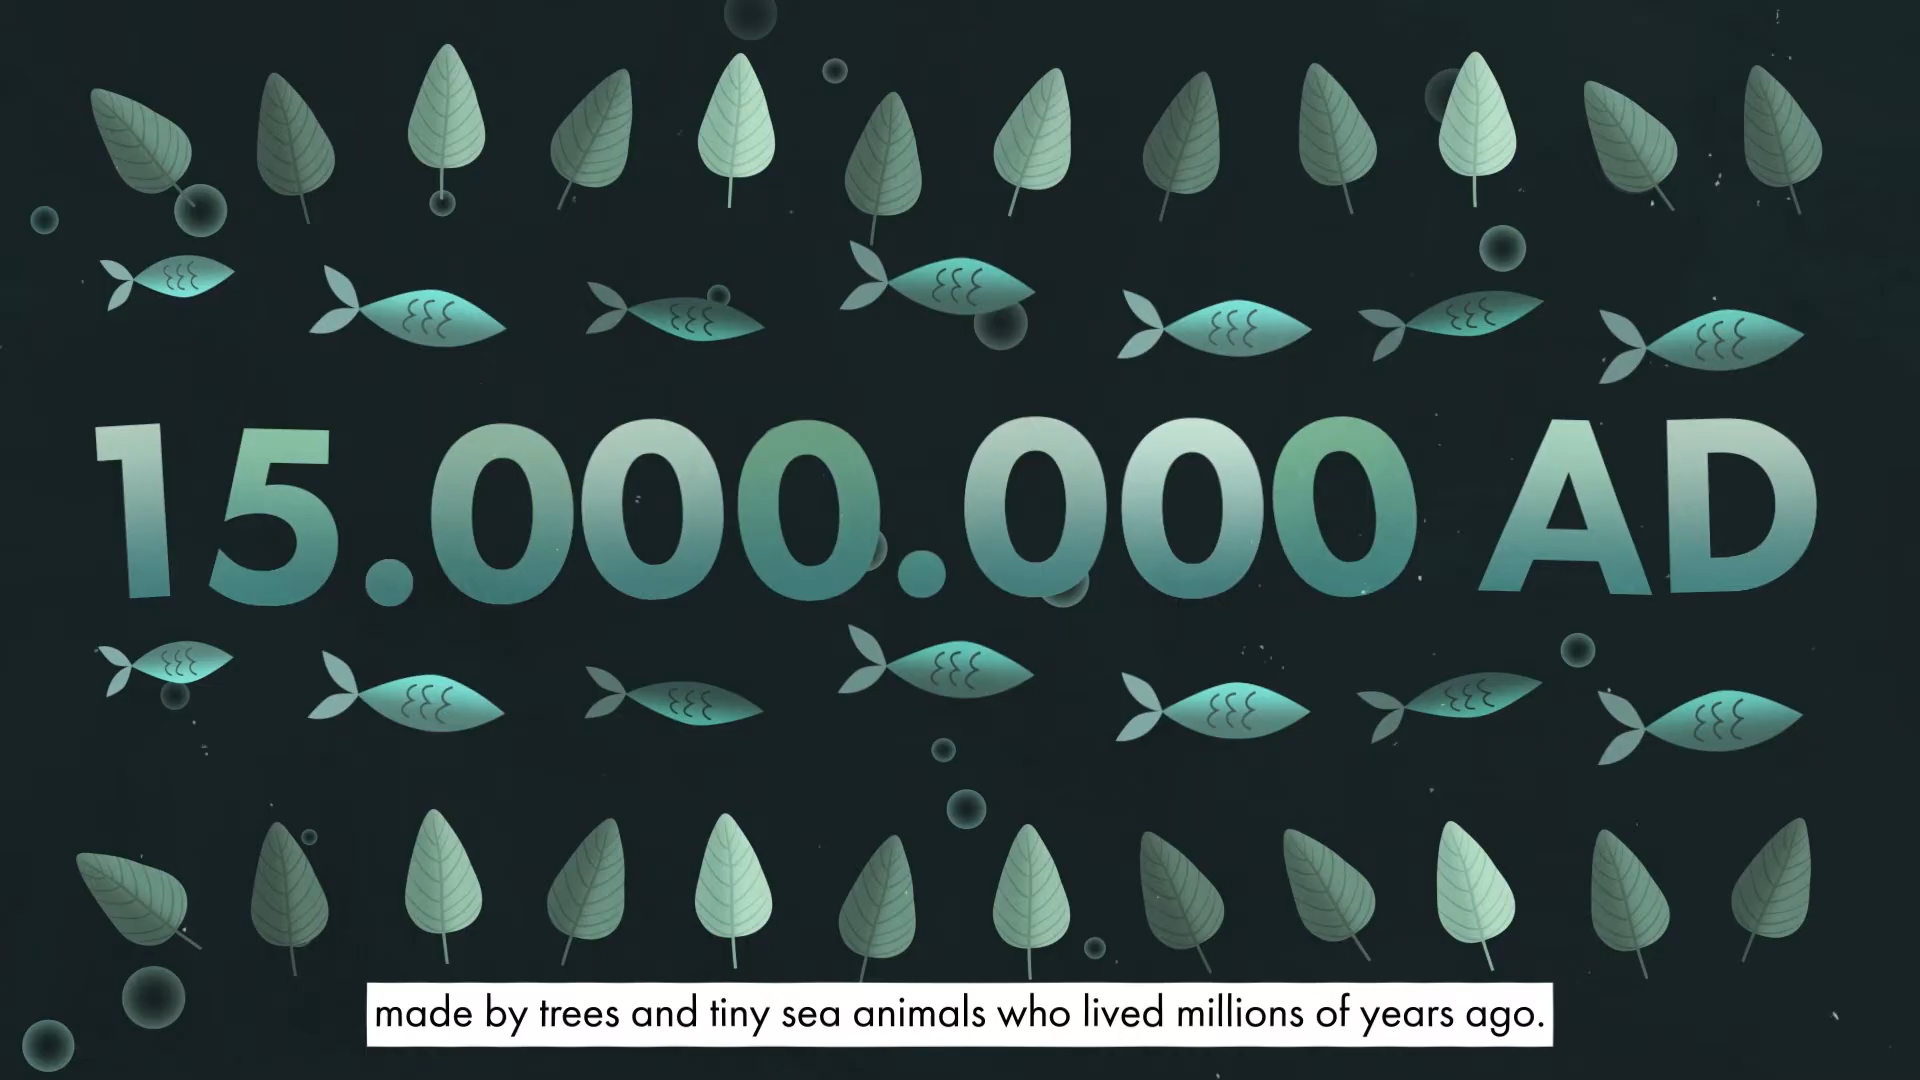 15.000.000 AD
made by trees and tiny sea animals who lived millions of years ago.